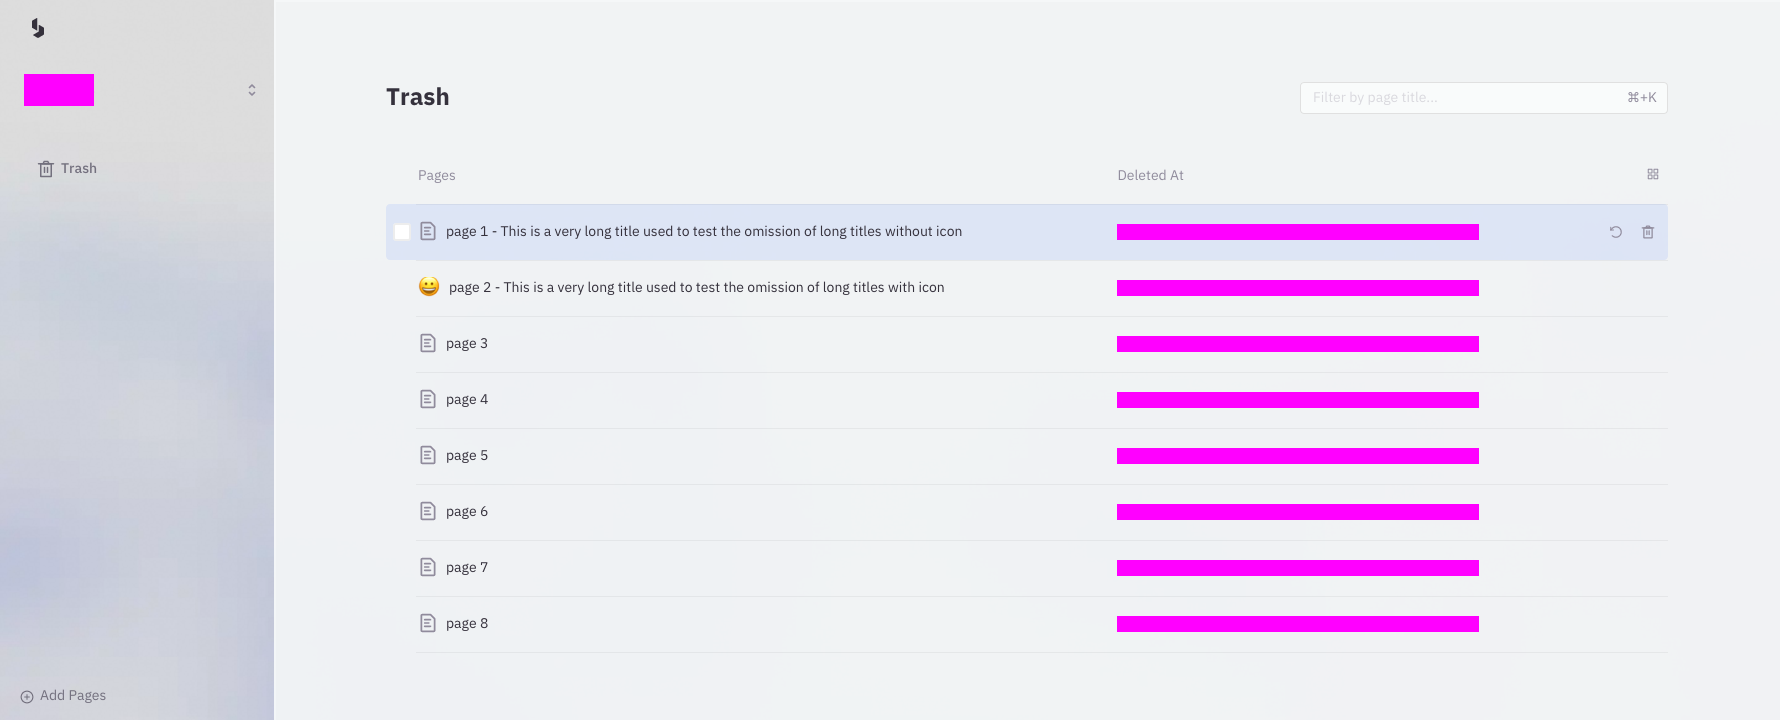 Trash
Filter by page title...
⌘+K
Trash
Pages
Deleted At
page 1 - This is a very long title used to test the omission of long titles without icon
page 2 - This is a very long title used to test the omission of long titles with icon
page 3
page 4
page 5
page 6
page 7
page 8
Add Pages